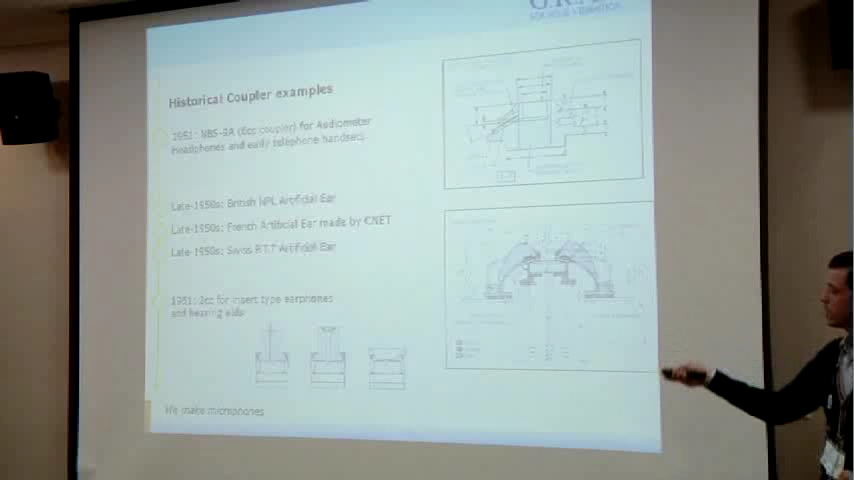 G.R.A.S
SOUND & VIBRATION
Historical Coupler examples
1951: NBS-9A (6cc coupler) for Audiometer
Headphones and early telephone handsets
Late-1950s: British NPL Artificial Ear
Late-1950s: French Artificial Ear made by CNET
Late-1950s: Swiss P.T.T Artificial Ear
1951: 2cc for insert type earphones
and hearing aids
We make microphones